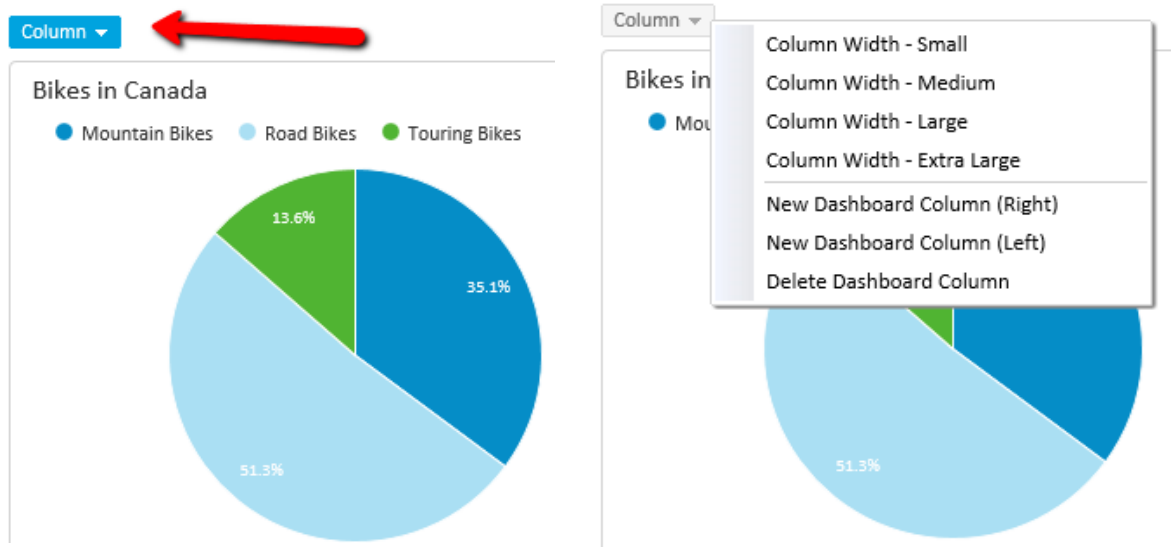 Column
Bikes in Canada
Mountain Bikes Road Bikes Touring Bikes
13.6%
35.1%
51.3%
Column
Column Width - Small
Column Width - Medium
Column Width - Large
Column Width - Extra Large
New Dashboard Column (Right)
New Dashboard Column (Left)
Delete Dashboard Column
Bikes in
Mou
51.3%